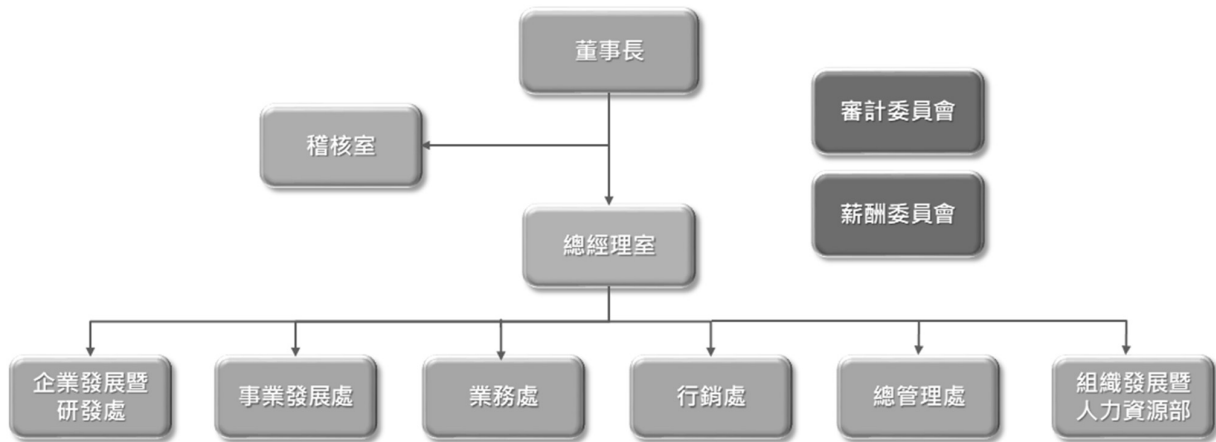 董事長
審計委員會
稽核室
薪酬委員會
總經理室
企業發展暨
研發處
事業發展處
業務處
行銷處
總管理處
組織發展暨
人力資源部